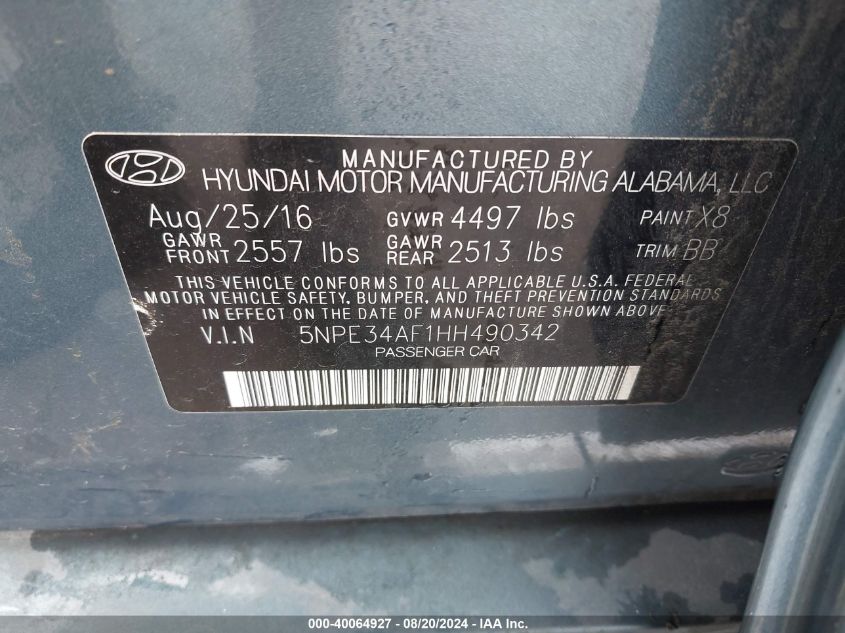 MANUFACTURED BY
HYUNDAI MOTOR MANUFACTURING ALABAMA, LLC
Aug/25/16 GVWR 4497 lbs PAINT X8
GAWR FRONT 2557 lbs GAWR REAR 2513 lbs TRIM BB
THIS VEHICLE CONFORMS TO ALL APPLICABLE U.S.A. FEDERAL
MOTOR VEHICLE SAFETY, BUMPER, AND THEFT PREVENTION STANDARDS
IN EFFECT ON THE DATE OF MANUFACTURE SHOWN ABOVE.
V.I.N 5NPE34AF1HH490342
PASSENGER CAR
000-40064927 - 08/20/2024 - IAA Inc.